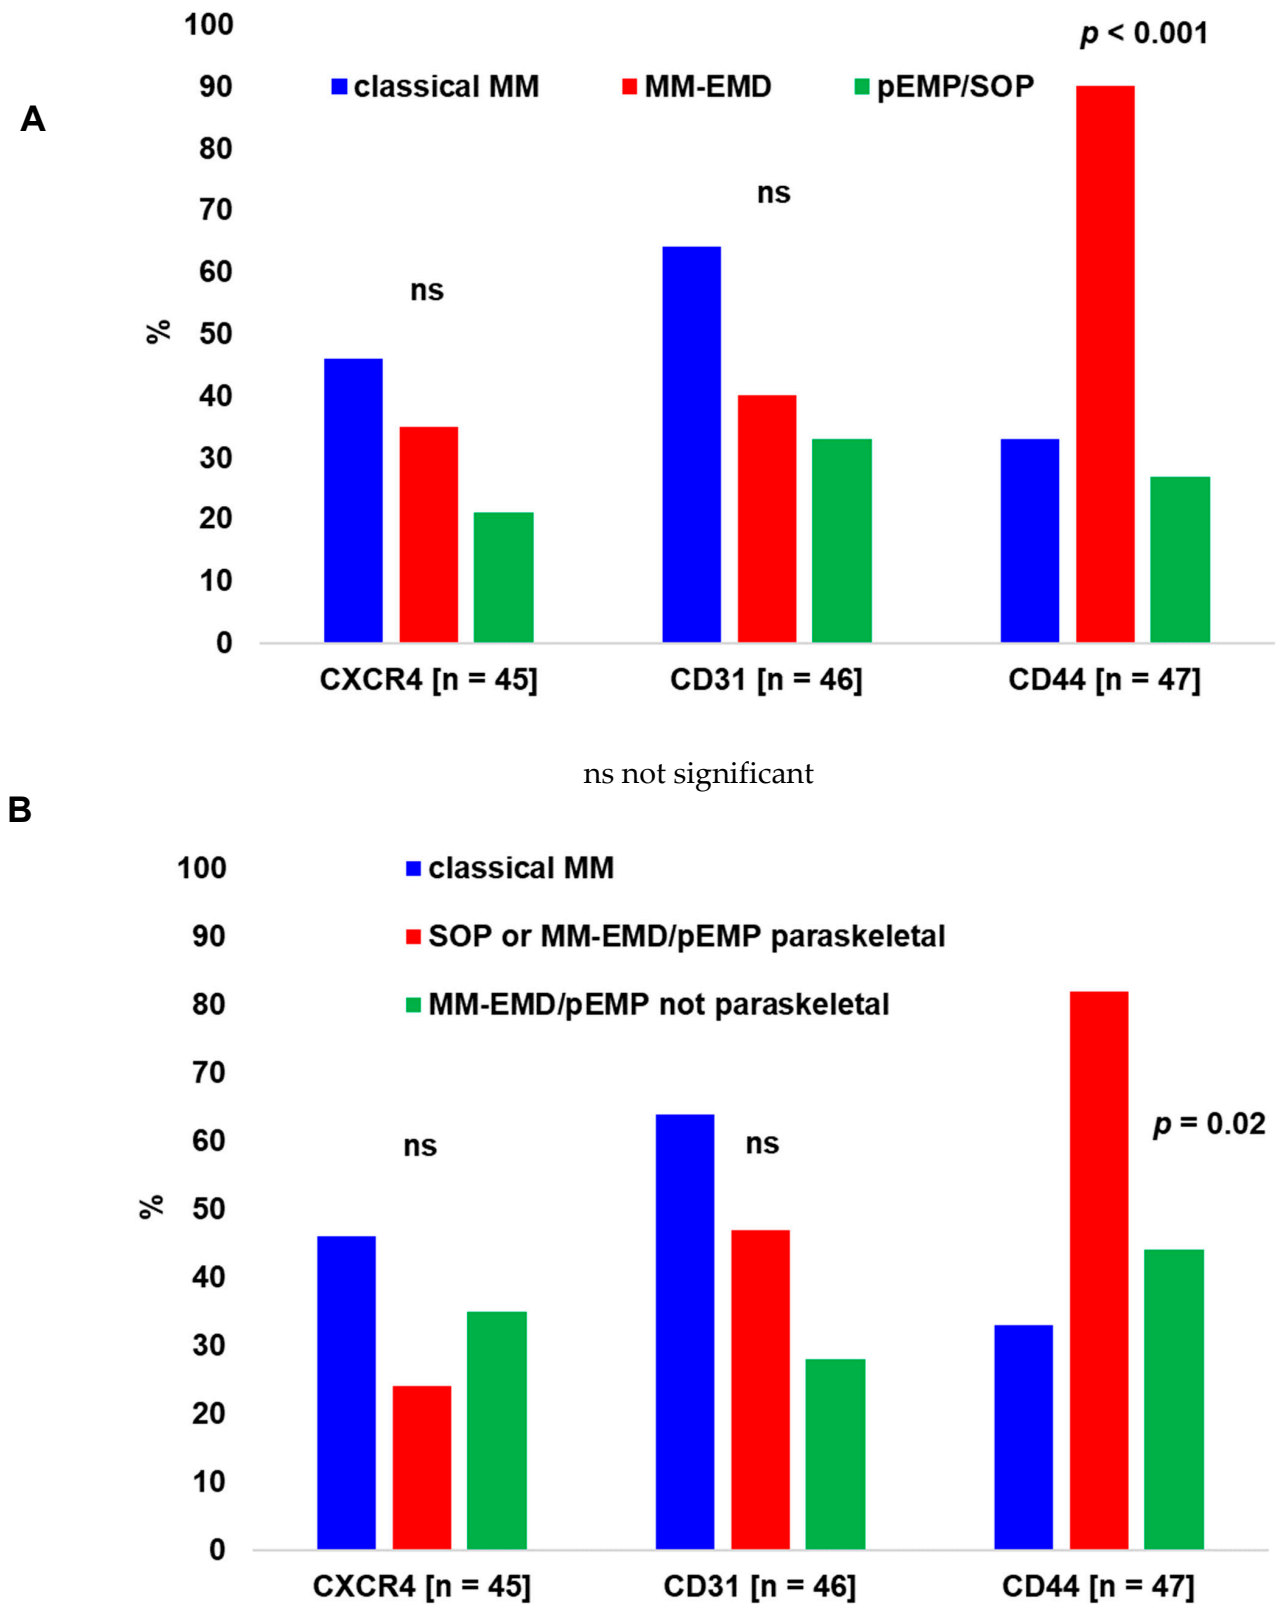 A
100
p < 0.001
90
classical MM MM-EMD pEMP/SOP
80
70
ns
60
ns
50
%
40
30
20
10
0
CXCR4 [n = 45] CD31 [n = 46] CD44 [n = 47]
ns not significant
B
100
classical MM
90
SOP or MM-EMD/pEMP paraskeletal
80
MM-EMD/pEMP not paraskeletal
70
60
ns ns p = 0.02
50
%
40
30
20
10
0
CXCR4 [n = 45] CD31 [n = 46] CD44 [n = 47]